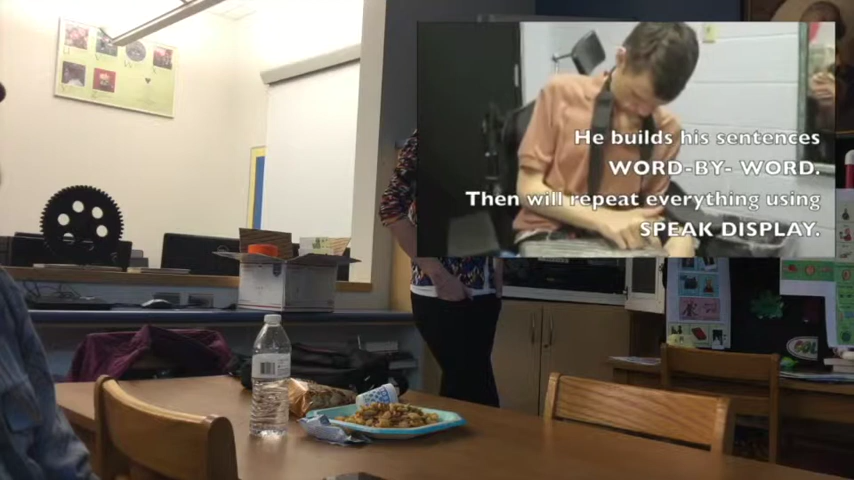 He builds his sentences
WORD-BY- WORD.
Then will repeat everything using
SPEAK DISPLAY.